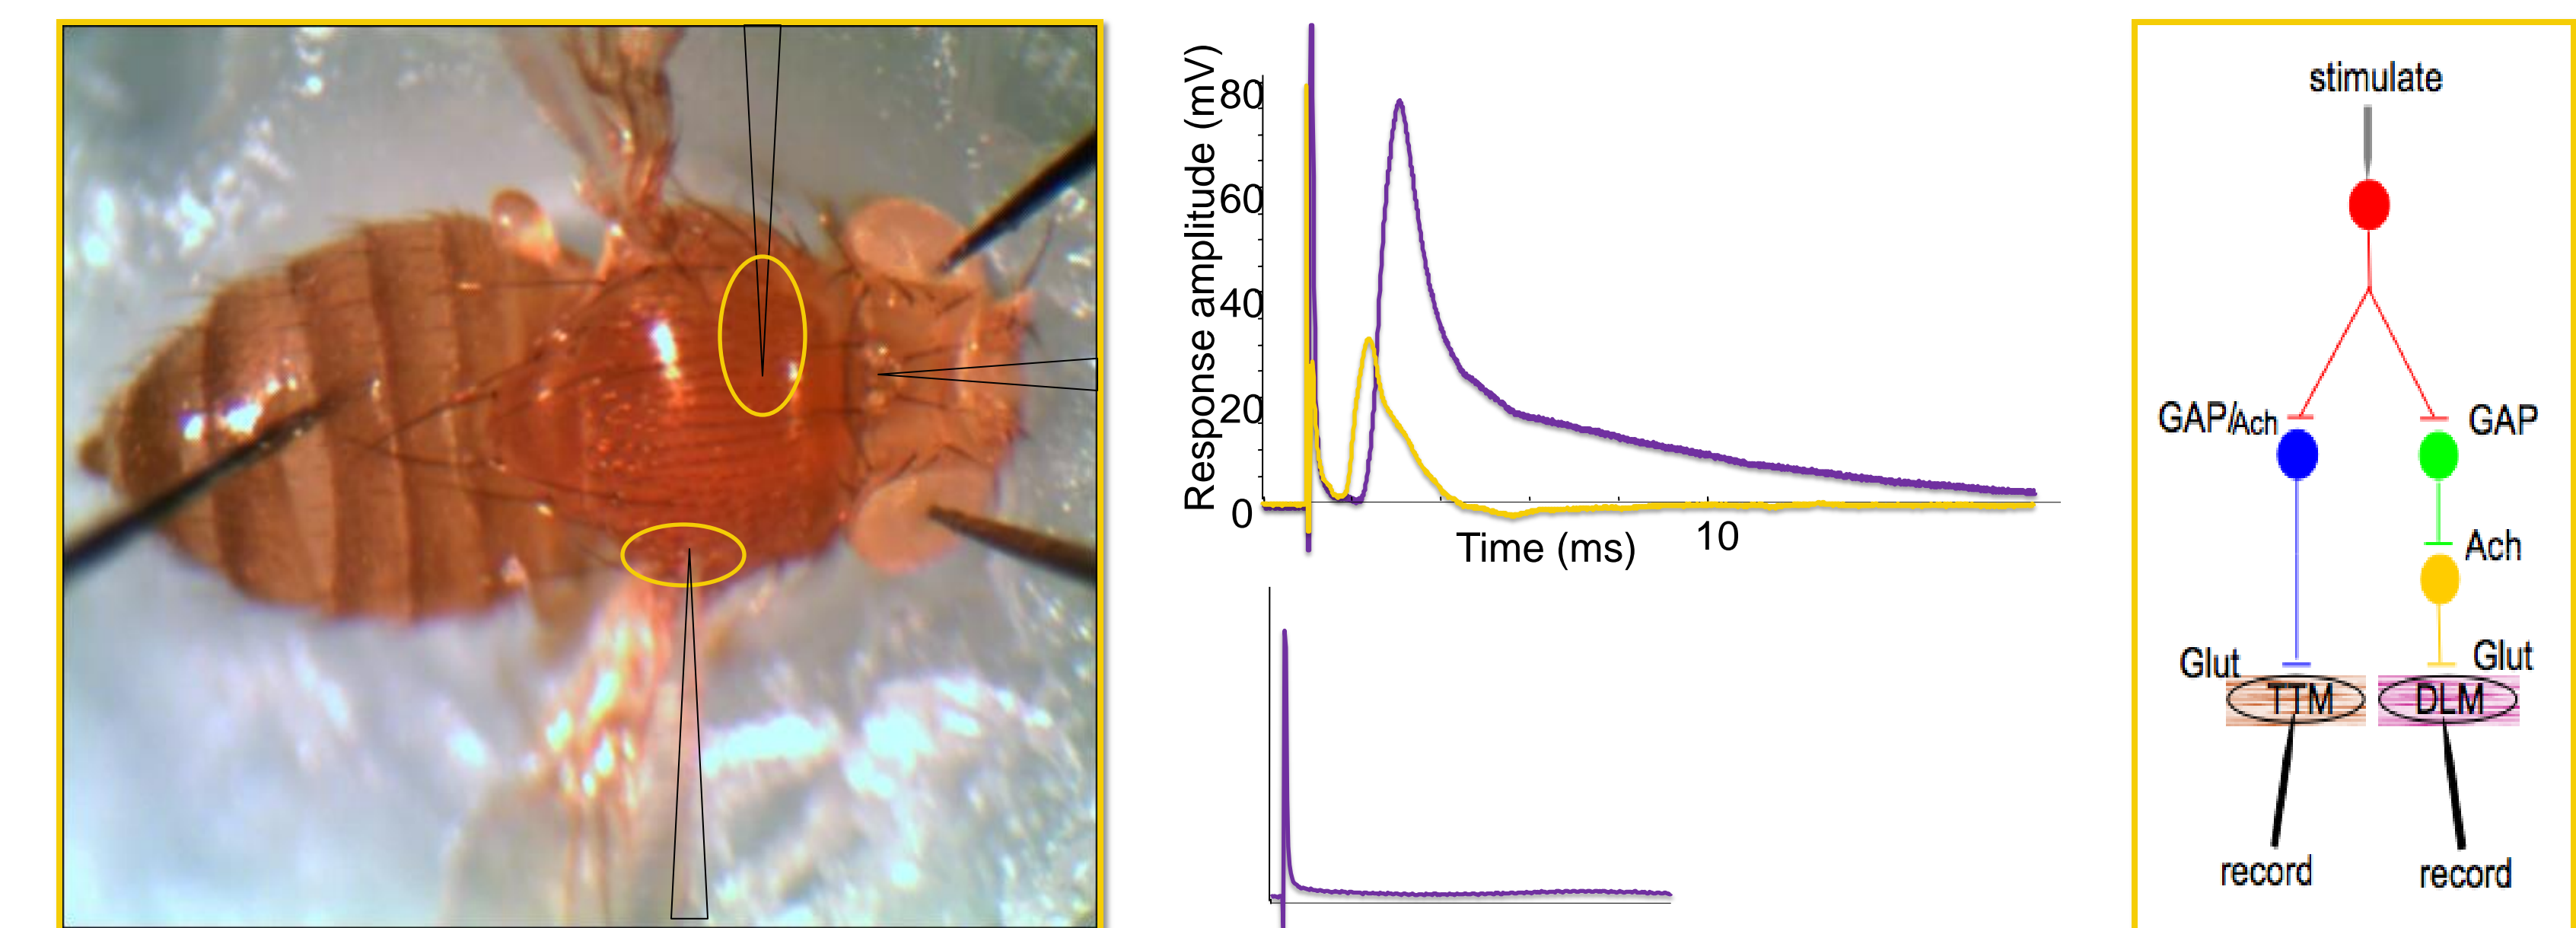 Response amplitude (mV)
80
60
40
20
0
10
Time (ms)
stimulate
GAP/Ach
GAP
Ach
Glut
Glut
TTM
DLM
record
record